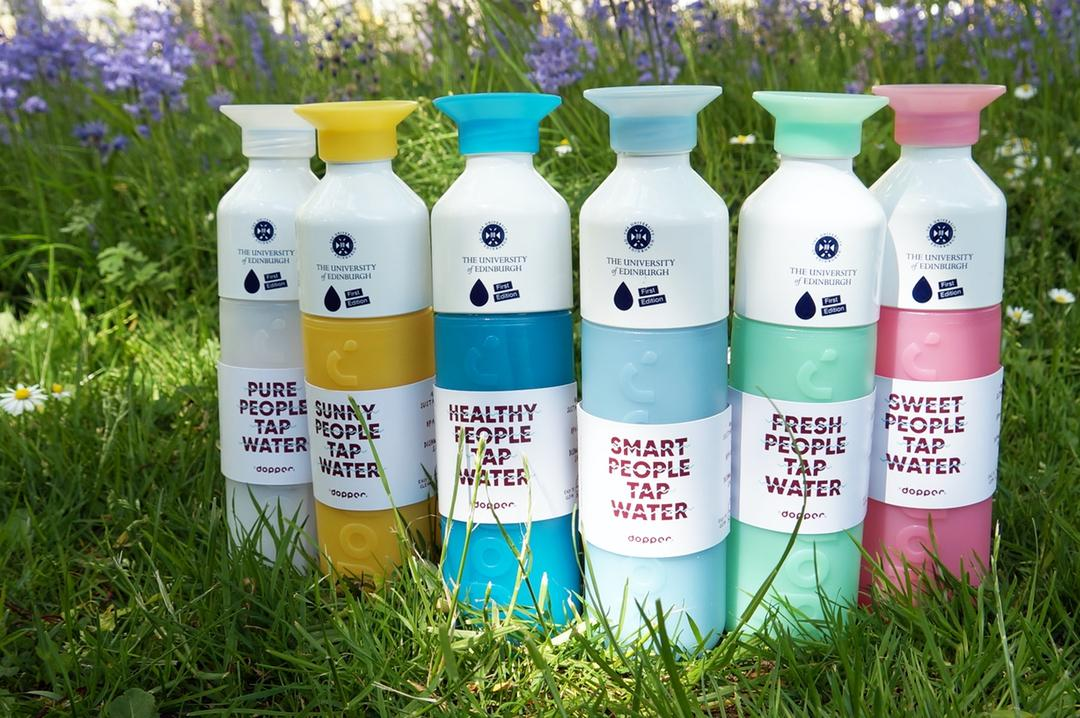 THE UNIVERSITY
of EDINBURGH
First
Edition
PURE
PEOPLE
TAP
WATER
dopper.
THE UNIVERSITY
of EDINBURGH
First
Edition
SUNNY
PEOPLE
TAP
WATER
dopper.
THE UNIVERSITY
of EDINBURGH
First
Edition
HEALTHY
PEOPLE
TAP
WATER
dopper.
THE UNIVERSITY
of EDINBURGH
First
Edition
SMART
PEOPLE
TAP
WATER
dopper.
THE UNIVERSITY
of EDINBURGH
First
Edition
FRESH
PEOPLE
TAP
WATER
dopper.
THE UNIVERSITY
of EDINBURGH
First
Edition
SWEET
PEOPLE
TAP
WATER
dopper.